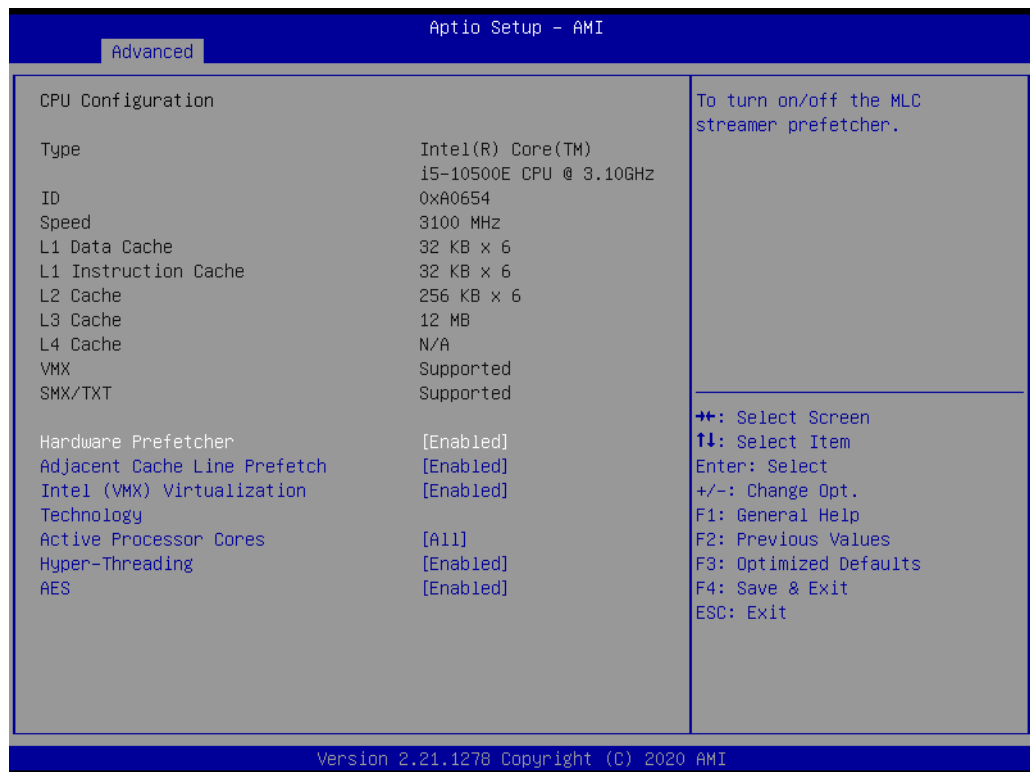 Aptio Setup – AMI
Advanced
CPU Configuration
Type Intel(R) Core(TM)
i5-10500E CPU @ 3.10GHz
ID 0xA0654
Speed 3100 MHz
L1 Data Cache 32 KB x 6
L1 Instruction Cache 32 KB x 6
L2 Cache 256 KB x 6
L3 Cache 12 MB
L4 Cache N/A
VMX Supported
SMX/TXT Supported
Hardware Prefetcher [Enabled]
Adjacent Cache Line Prefetch [Enabled]
Intel (VMX) Virtualization [Enabled]
Technology
Active Processor Cores [All]
Hyper-Threading [Enabled]
AES [Enabled]
To turn on/off the MLC
streamer prefetcher.
→←: Select Screen
↑↓: Select Item
Enter: Select
+/-: Change Opt.
F1: General Help
F2: Previous Values
F3: Optimized Defaults
F4: Save & Exit
ESC: Exit
Version 2.21.1278 Copyright (C) 2020 AMI